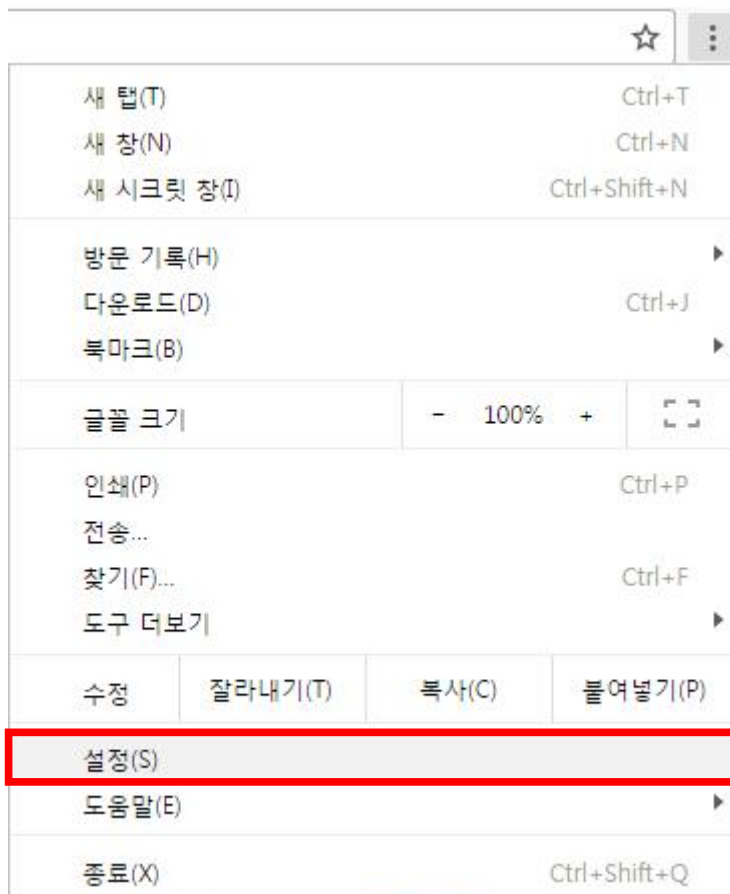 새 탭(T) Ctrl+T
새 창(N) Ctrl+N
새 시크릿 창(I) Ctrl+Shift+N
방문 기록(H)
다운로드(D) Ctrl+J
북마크(B)
글꼴 크기 - 100% +
인쇄(P) Ctrl+P
전송...
찾기(F)... Ctrl+F
도구 더보기
수정 잘라내기(T) 복사(C) 붙여넣기(P)
설정(S)
도움말(E)
종료(X) Ctrl+Shift+Q